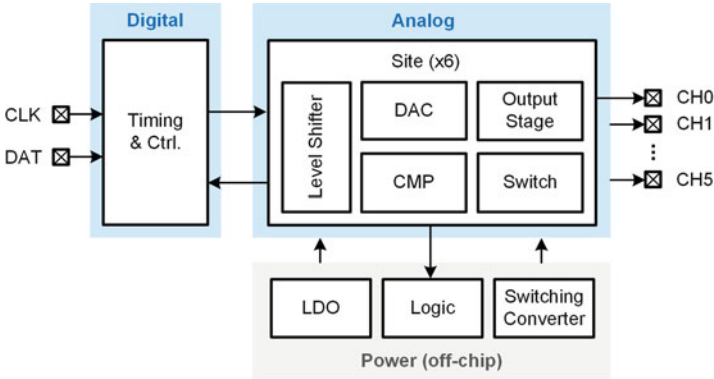 Digital
Analog
CLK
DAT
Timing
& Ctrl.
Site (x6)
Level Shifter
DAC
Output
Stage
CMP
Switch
CH0
CH1
CH5
LDO
Logic
Switching
Converter
Power (off-chip)